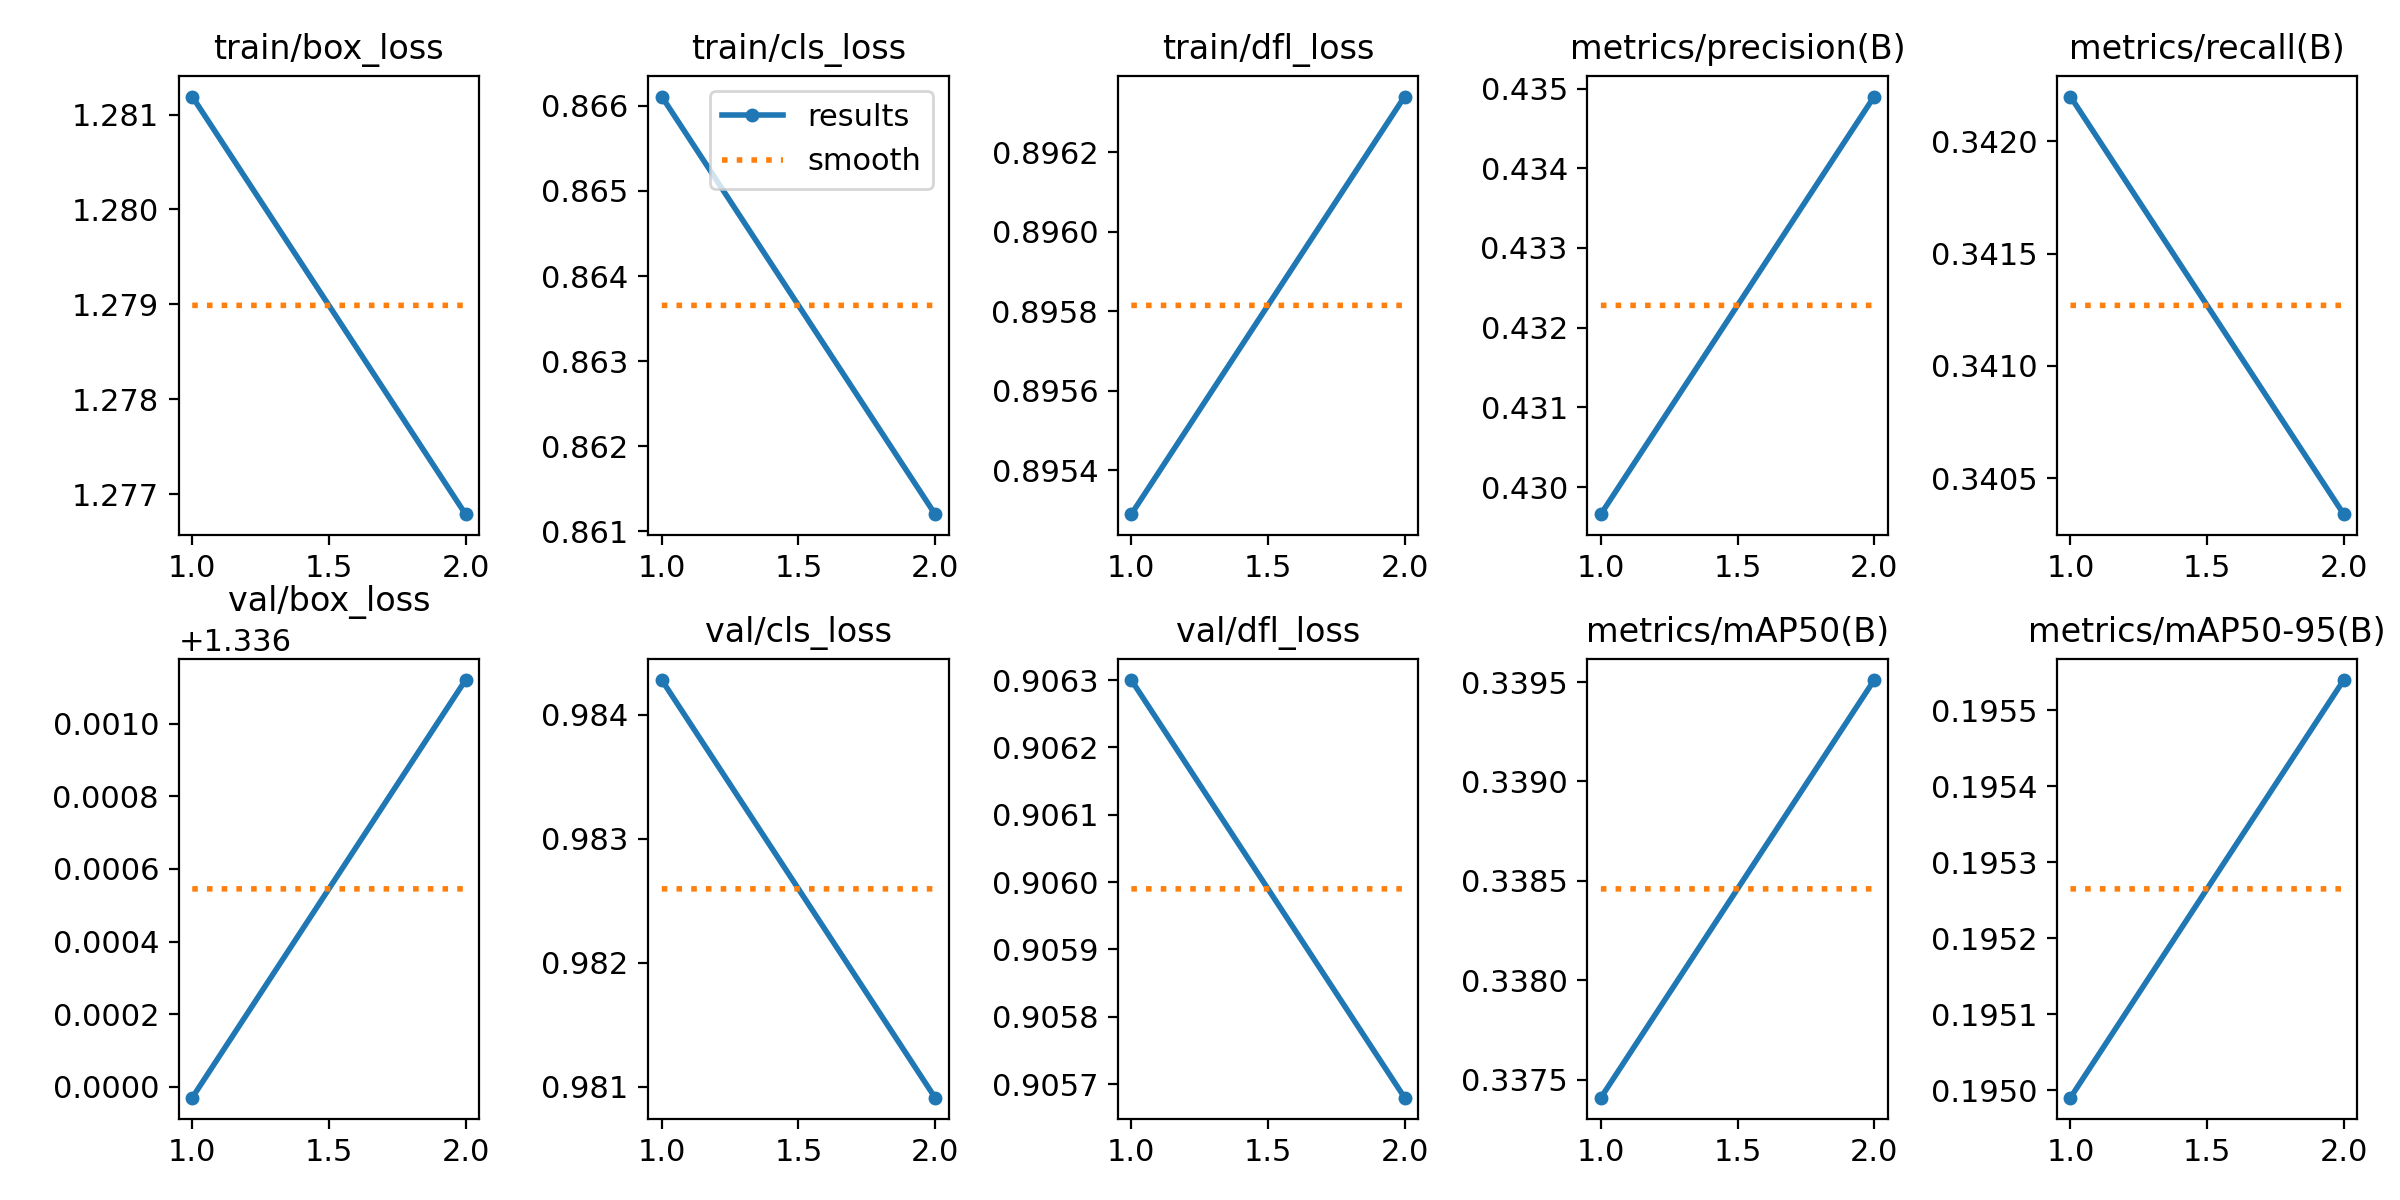 train/box_loss
1.281
1.280
1.279
1.278
1.277
1.0 1.5 2.0
train/cls_loss
results
smooth
0.866
0.865
0.864
0.863
0.862
0.861
1.0 1.5 2.0
train/dfl_loss
0.8962
0.8960
0.8958
0.8956
0.8954
1.0 1.5 2.0
metrics/precision(B)
0.435
0.434
0.433
0.432
0.431
0.430
1.0 1.5 2.0
metrics/recall(B)
0.3420
0.3415
0.3410
0.3405
1.0 1.5 2.0
val/box_loss
+1.336
0.0010
0.0008
0.0006
0.0004
0.0002
0.0000
1.0 1.5 2.0
val/cls_loss
0.984
0.983
0.982
0.981
1.0 1.5 2.0
val/dfl_loss
0.9063
0.9062
0.9061
0.9060
0.9059
0.9058
0.9057
1.0 1.5 2.0
metrics/mAP50(B)
0.3395
0.3390
0.3385
0.3380
0.3375
1.0 1.5 2.0
metrics/mAP50-95(B)
0.1955
0.1954
0.1953
0.1952
0.1951
0.1950
1.0 1.5 2.0